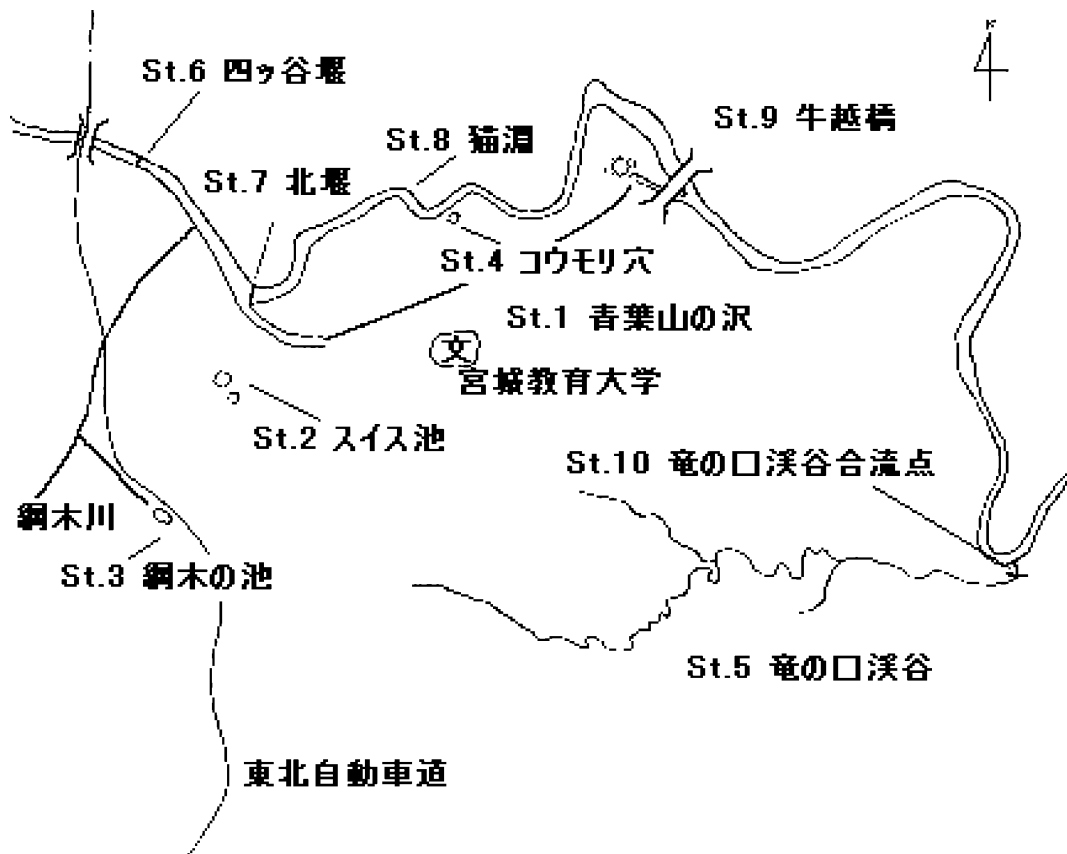 St.6 四ヶ谷堰
St.9 牛越橋
St.8 猫淵
St.7 北堰
St.4 コウモリ穴
St.1 青葉山の沢
文
宮城教育大学
St.2 スイス池
St.10 竜の口渓谷合流点
綱木川
St.3 綱木の池
St.5 竜の口渓谷
東北自動車道